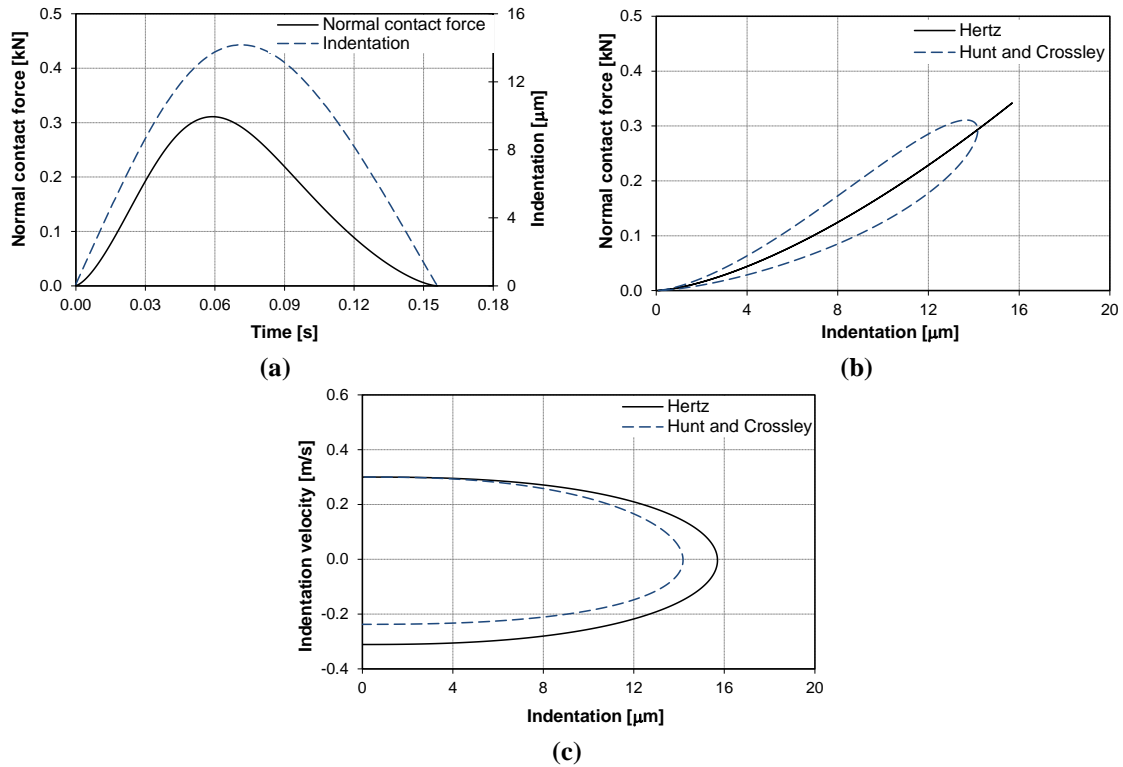 Normal contact force [kN]
0.5
0.4
0.3
0.2
0.1
0.0
Normal contact force
Indentation
16
12
8
4
0
Indentation [μm]
0.00 0.03 0.06 0.09 0.12 0.15 0.18
Time [s]
(a)
Normal contact force [kN]
0.5
0.4
0.3
0.2
0.1
0.0
Hertz
Hunt and Crossley
0 4 8 12 16 20
Indentation [μm]
(b)
Indentation velocity [m/s]
0.6
0.4
0.2
0.0
-0.2
-0.4
Hertz
Hunt and Crossley
0 4 8 12 16 20
Indentation [μm]
(c)